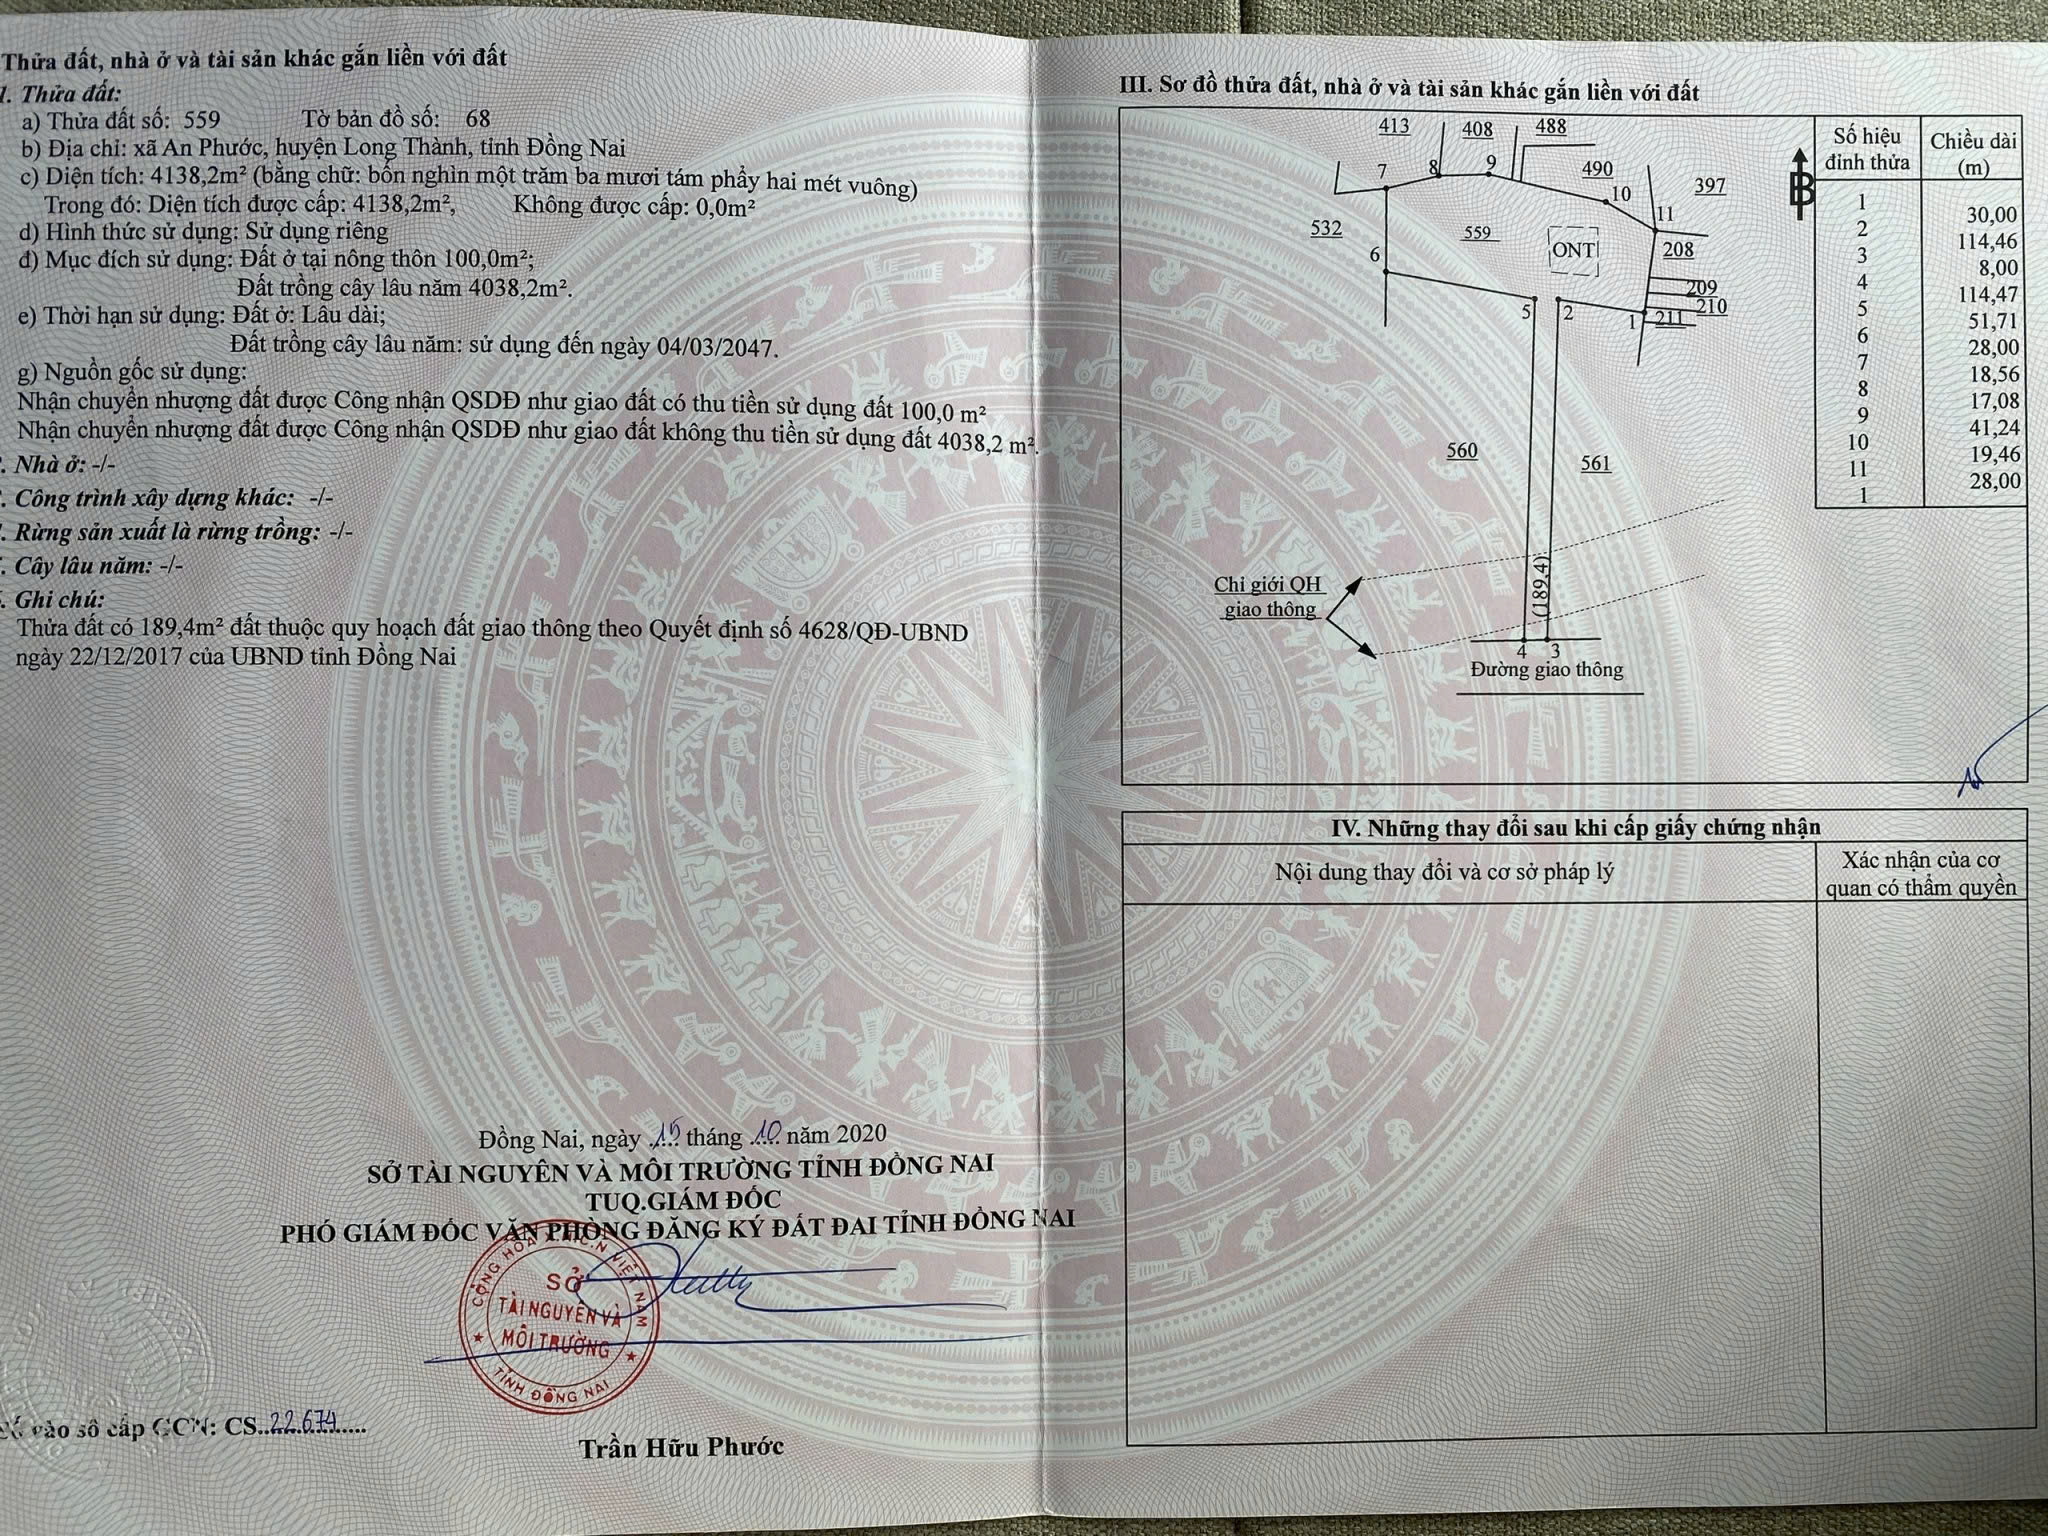 Thửa đất, nhà ở và tài sản khác gắn liền với đất
1. Thửa đất:
a) Thửa đất số: 559 Tờ bản đồ số: 68
b) Địa chỉ: xã An Phước, huyện Long Thành, tỉnh Đồng Nai
c) Diện tích: 4138,2m² (bằng chữ: bốn nghìn một trăm ba mươi tám phẩy hai mét vuông)
Trong đó: Diện tích được cấp: 4138,2m², Không được cấp: 0,0m²
d) Hình thức sử dụng: Sử dụng riêng
đ) Mục đích sử dụng: Đất ở tại nông thôn 100,0m²;
Đất trồng cây lâu năm 4038,2m².
e) Thời hạn sử dụng: Đất ở: Lâu dài;
Đất trồng cây lâu năm: sử dụng đến ngày 04/03/2047.
g) Nguồn gốc sử dụng:
Nhận chuyển nhượng đất được Công nhận QSDĐ như giao đất có thu tiền sử dụng đất 100,0 m²
Nhận chuyển nhượng đất được Công nhận QSDĐ như giao đất không thu tiền sử dụng đất 4038,2 m².
. Nhà ở: -/-
. Công trình xây dựng khác: -/-
. Rừng sản xuất là rừng trồng: -/-
. Cây lâu năm: -/-
. Ghi chú:
Thửa đất có 189,4m² đất thuộc quy hoạch đất giao thông theo Quyết định số 4628/QĐ-UBND
ngày 22/12/2017 của UBND tỉnh Đồng Nai
Đồng Nai, ngày 15 tháng 10 năm 2020
SỞ TÀI NGUYÊN VÀ MÔI TRƯỜNG TỈNH ĐỒNG NAI
TUQ.GIÁM ĐỐC
PHÓ GIÁM ĐỐC VĂN PHÒNG ĐĂNG KÝ ĐẤT ĐAI TỈNH ĐỒNG NAI
CỘNG HÒA X.H.C.N VIỆT NAM
SỞ
TÀI NGUYÊN VÀ
MÔI TRƯỜNG
TỈNH ĐỒNG NAI
vào sổ cấp GCN: CS..22.674.....
Trần Hữu Phước
III. Sơ đồ thửa đất, nhà ở và tài sản khác gắn liền với đất
413
408
488
7
8
9
490
10
397
11
532
559
ONT
208
6
209
210
211
5
2
1
560
561
(189,4)
Chỉ giới QH
giao thông
4
3
Đường giao thông
B
Số hiệu
đỉnh thửa
Chiều dài
(m)
1
30,00
2
114,46
3
8,00
4
114,47
5
51,71
6
28,00
7
18,56
8
17,08
9
41,24
10
19,46
11
28,00
1
IV. Những thay đổi sau khi cấp giấy chứng nhận
Nội dung thay đổi và cơ sở pháp lý
Xác nhận của cơ
quan có thẩm quyền